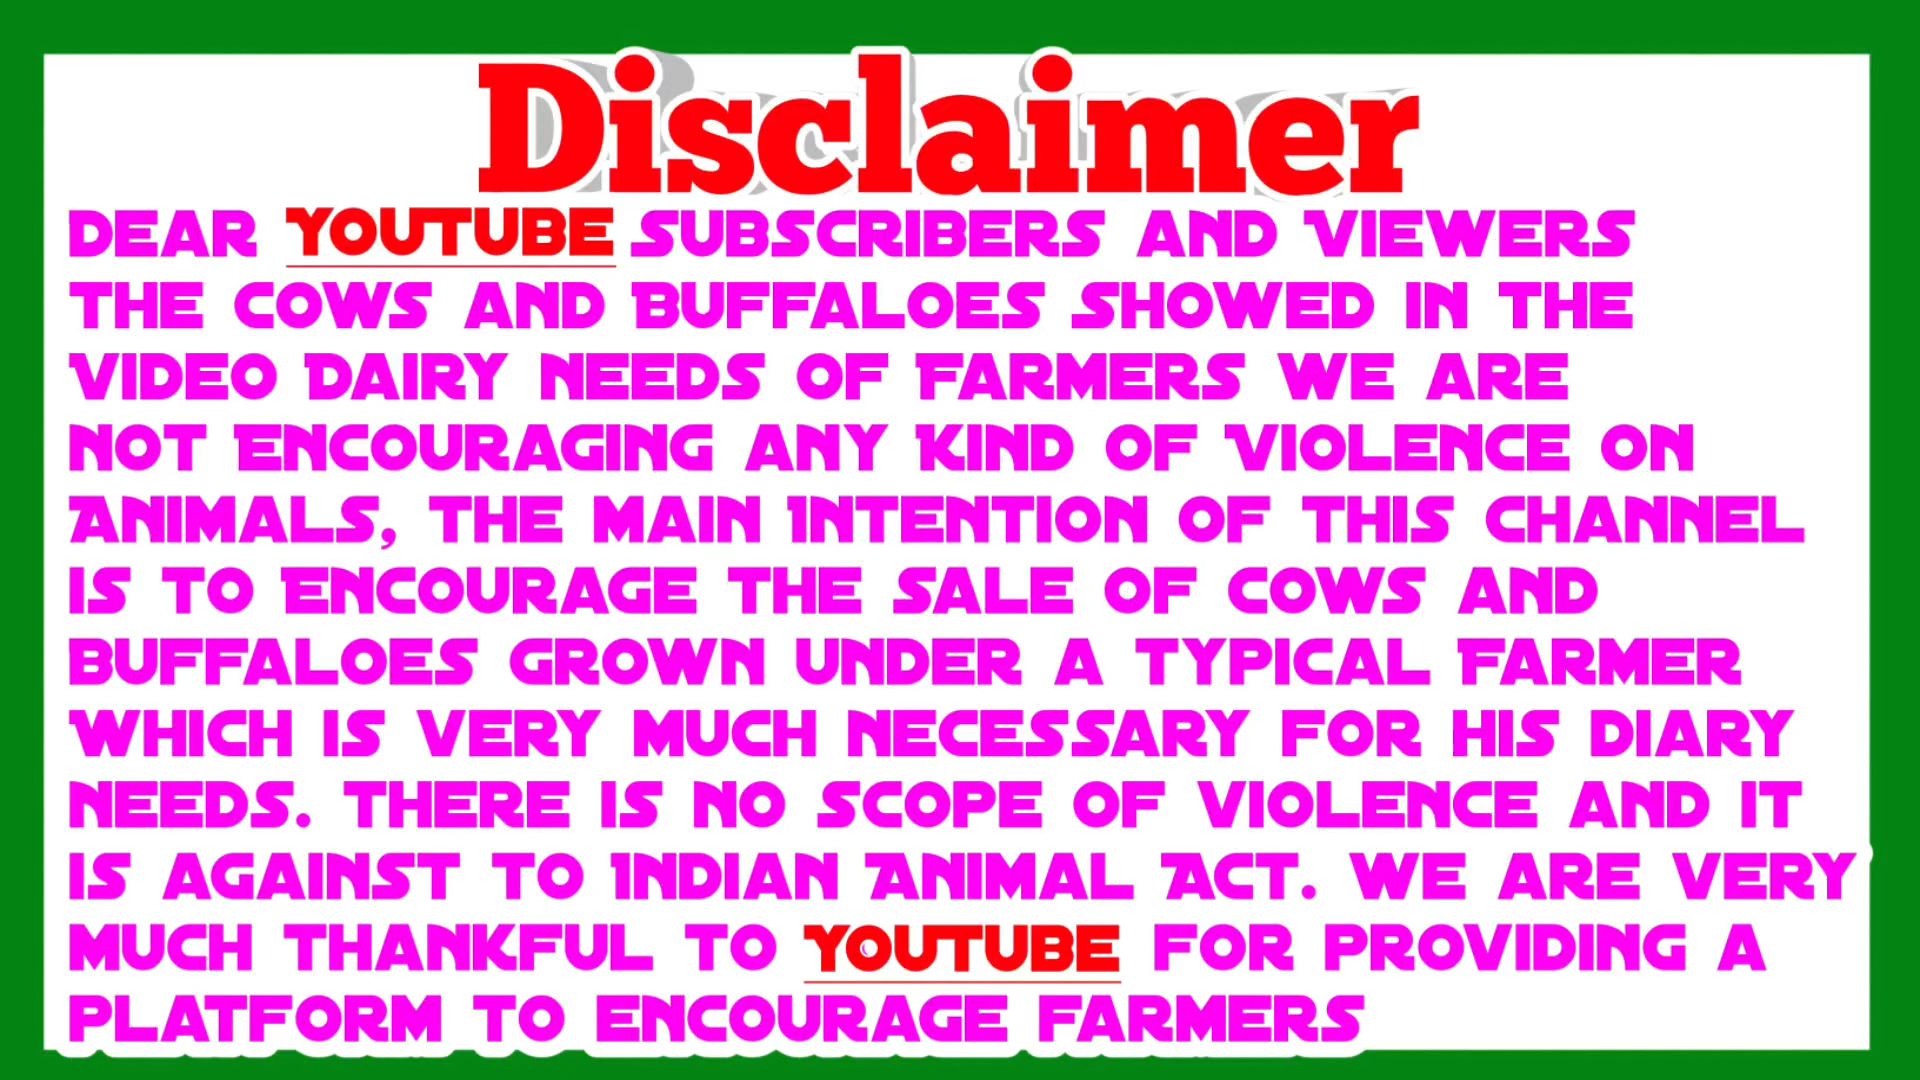 Disclaimer
DEAR YOUTUBE SUBSCRIBERS AND VIEWERS
THE COWS AND BUFFALOES SHOWED IN THE
VIDEO DAIRY NEEDS OF FARMERS WE ARE
NOT ENCOURAGING ANY KIND OF VIOLENCE ON
ANIMALS, THE MAIN INTENTION OF THIS CHANNEL
IS TO ENCOURAGE THE SALE OF COWS AND
BUFFALOES GROWN UNDER A TYPICAL FARMER
WHICH IS VERY MUCH NECESSARY FOR HIS DIARY
NEEDS. THERE IS NO SCOPE OF VIOLENCE AND IT
IS AGAINST TO INDIAN ANIMAL ACT. WE ARE VERY
MUCH THANKFUL TO YOUTUBE FOR PROVIDING A
PLATFORM TO ENCOURAGE FARMERS